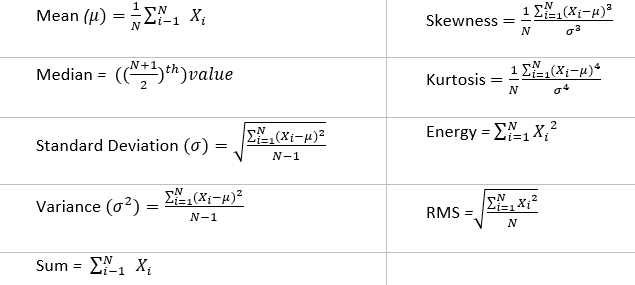 Mean (μ) = 1/N ∑_{i−1}^{N} X_i
Skewness = 1/N ∑_{i=1}^{N}(X_i−μ)^3 / σ^3
Median = ((N+1/2)^{th})value
Kurtosis = 1/N ∑_{i=1}^{N}(X_i−μ)^4 / σ^4
Standard Deviation (σ) = √(∑_{i=1}^{N}(X_i−μ)^2 / N−1)
Energy = ∑_{i=1}^{N} X_i^2
Variance (σ^2) = ∑_{i=1}^{N}(X_i−μ)^2 / N−1
RMS = √(∑_{i=1}^{N} X_i^2 / N)
Sum = ∑_{i−1}^{N} X_i